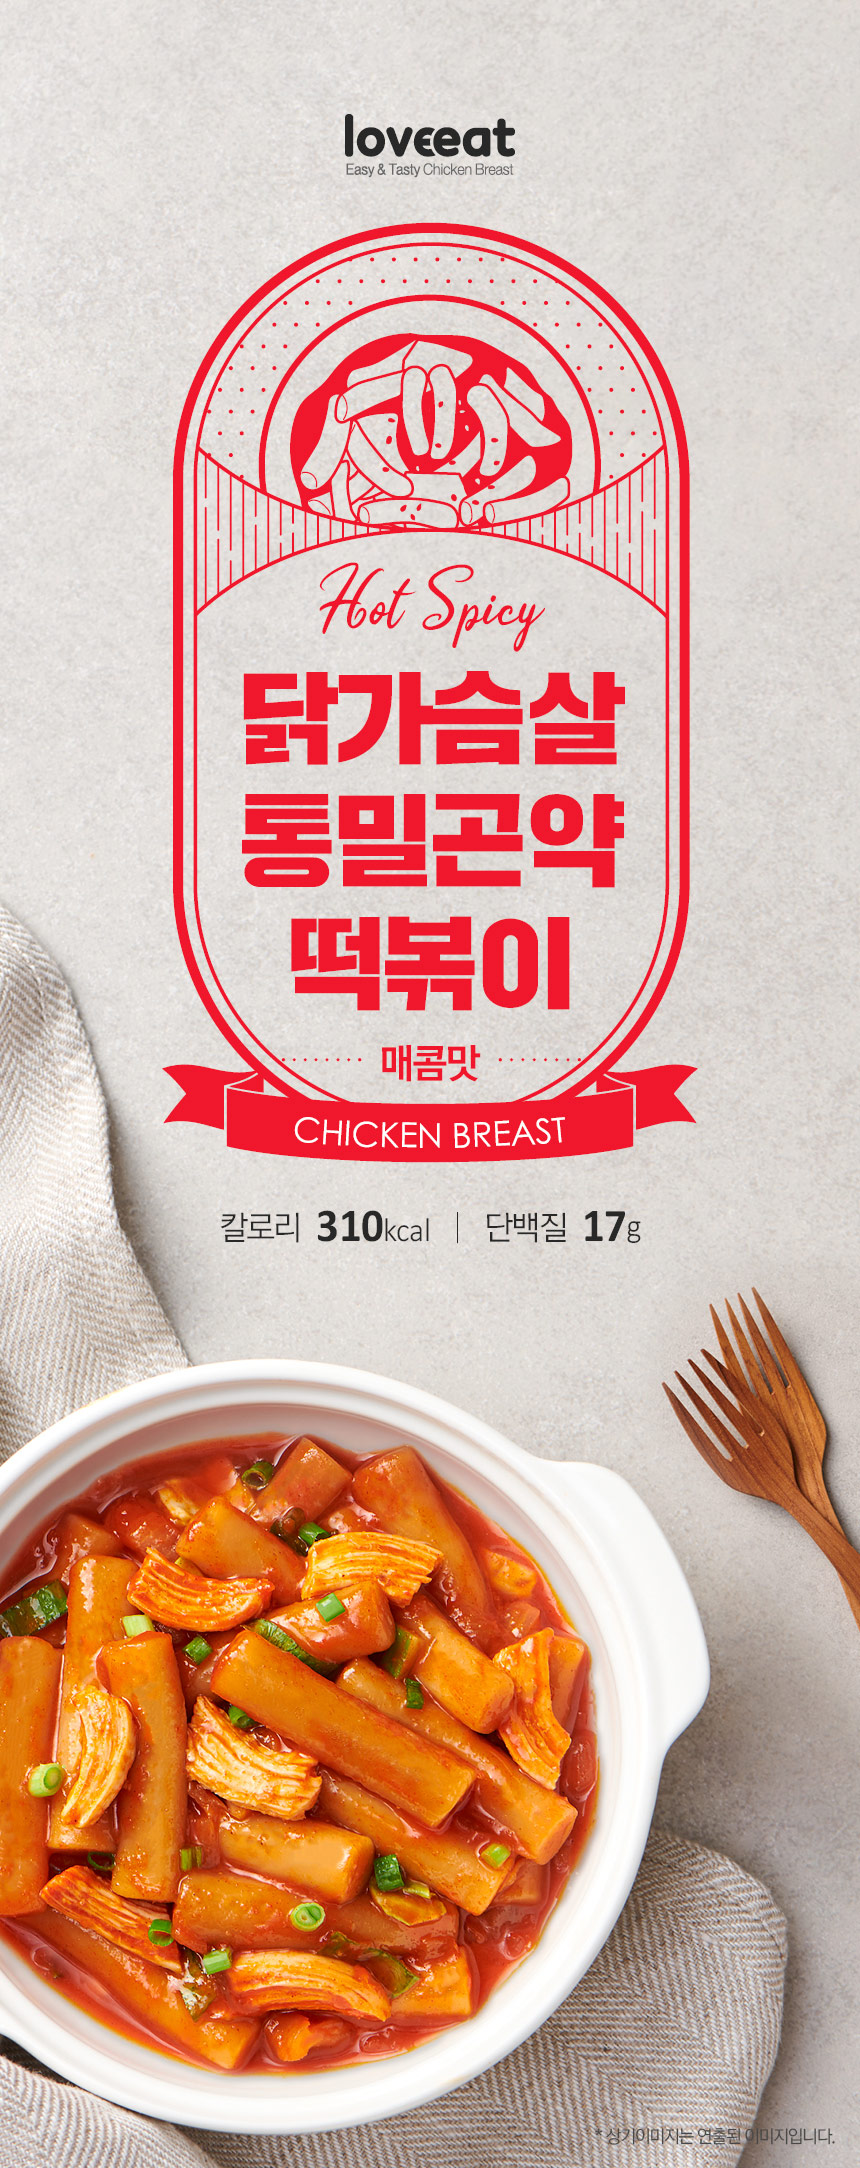 loveeat
Easy & Tasty Chicken Breast
Hot Spicy
닭가슴살
통밀곤약
떡볶이
매콤맛
CHICKEN BREAST
칼로리 310kcal | 단백질 17g
* 상기이미지는 연출된 이미지입니다.